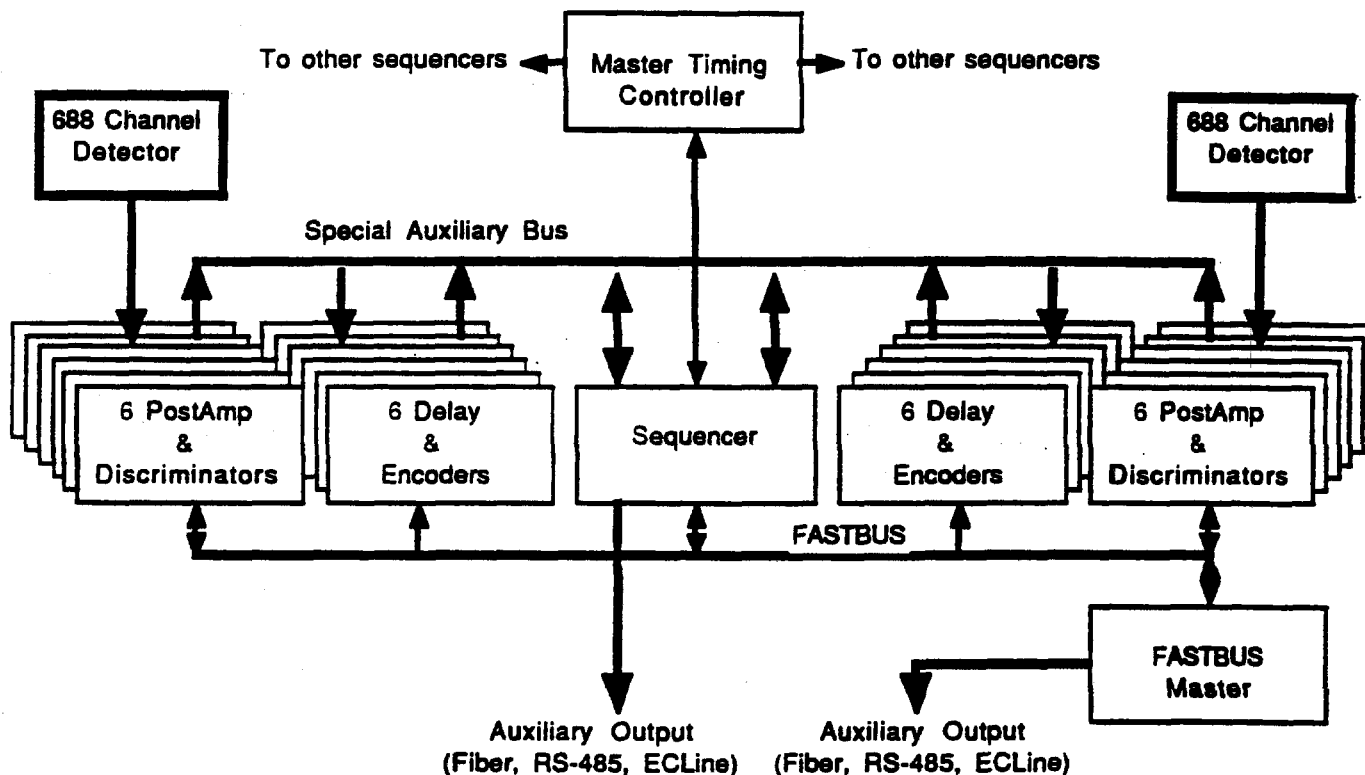 To other sequencers
Master Timing
Controller
To other sequencers
688 Channel
Detector
688 Channel
Detector
Special Auxiliary Bus
6 PostAmp
&
Discriminators
6 Delay
&
Encoders
Sequencer
6 Delay
&
Encoders
6 PostAmp
&
Discriminators
FASTBUS
FASTBUS
Master
Auxiliary Output
(Fiber, RS-485, ECLine)
Auxiliary Output
(Fiber, RS-485, ECLine)